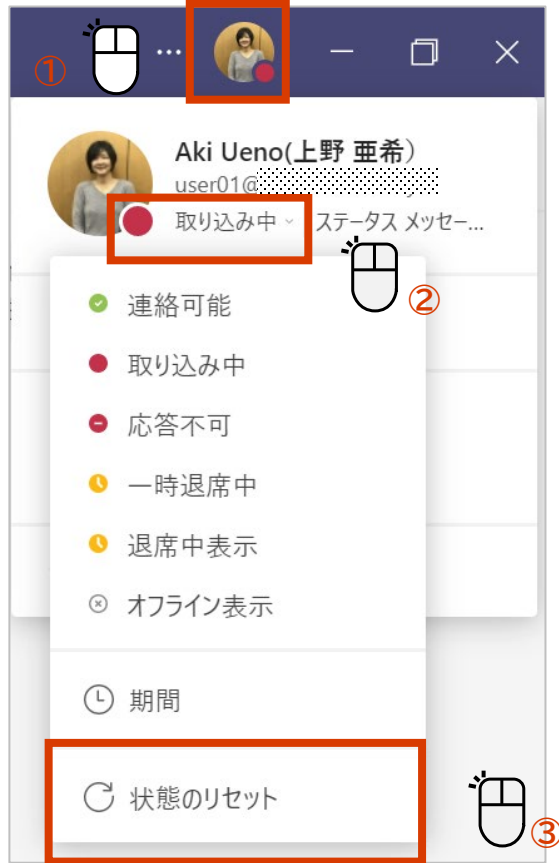 ①
…
Aki Ueno(上野 亜希）
user01@
取り込み中 ステータス メッセー...
②
連絡可能
取り込み中
応答不可
一時退席中
退席中表示
オフライン表示
期間
状態のリセット
③